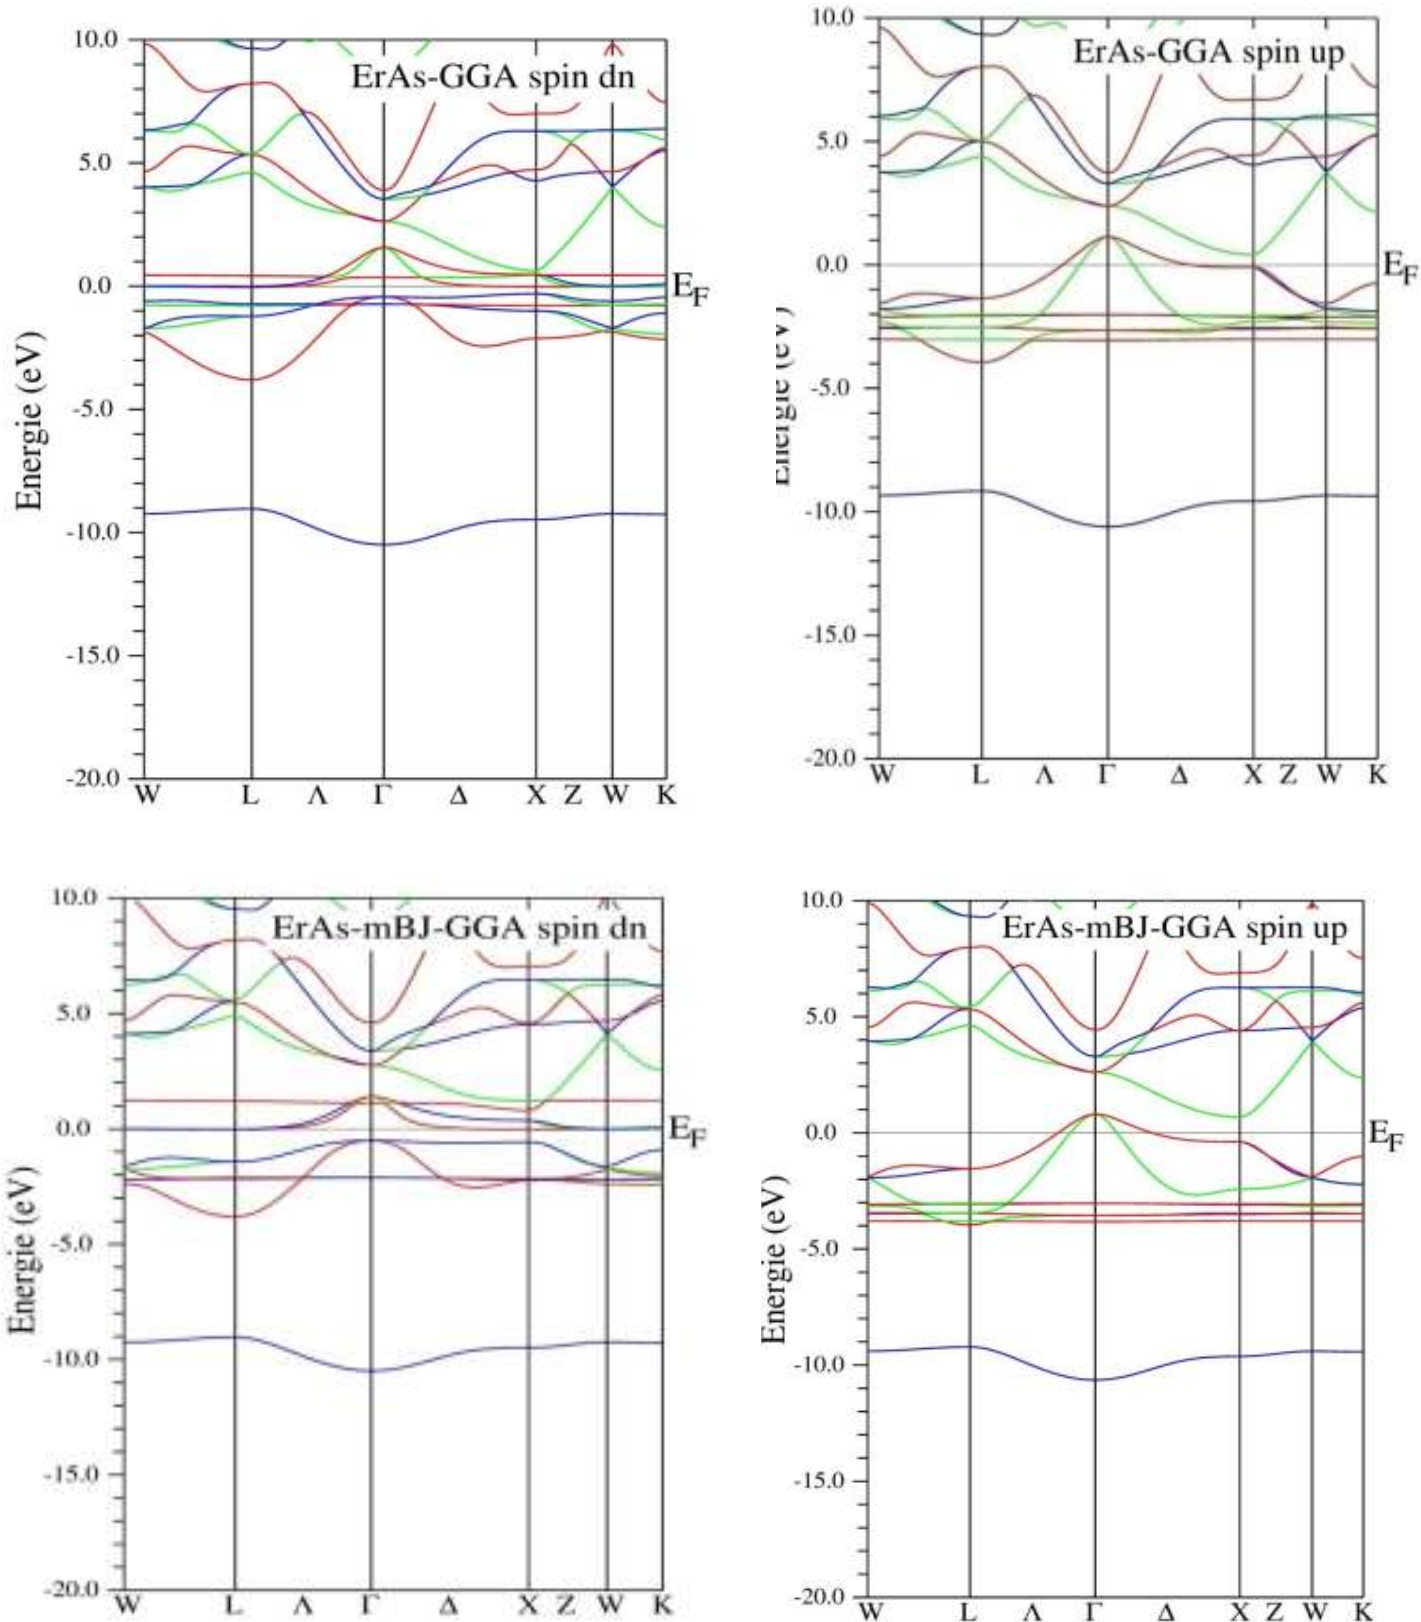 ErAs-GGA spin dn
10.0
5.0
0.0
-5.0
-10.0
-15.0
-20.0
Energie (eV)
E_F
W L Λ Γ Δ X Z W K
ErAs-GGA spin up
10.0
5.0
0.0
-5.0
-10.0
-15.0
-20.0
Energie (eV)
E_F
W L Λ Γ Δ X Z W K
ErAs-mBJ-GGA spin dn
10.0
5.0
0.0
-5.0
-10.0
-15.0
-20.0
Energie (eV)
E_F
W L Λ Γ Δ X Z W K
ErAs-mBJ-GGA spin up
10.0
5.0
0.0
-5.0
-10.0
-15.0
-20.0
Energie (eV)
E_F
W L Λ Γ Δ X Z W K